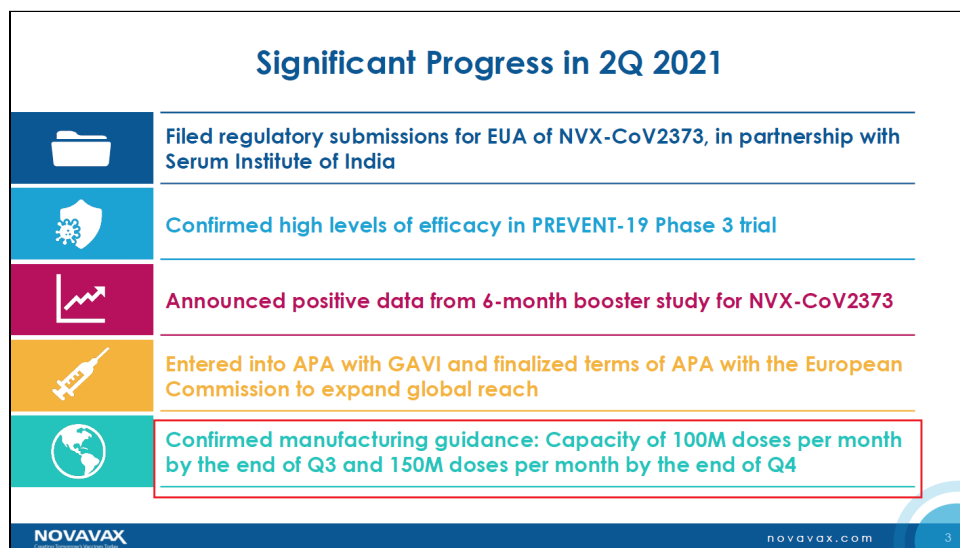 Significant Progress in 2Q 2021
Filed regulatory submissions for EUA of NVX-CoV2373, in partnership with
Serum Institute of India
Confirmed high levels of efficacy in PREVENT-19 Phase 3 trial
Announced positive data from 6-month booster study for NVX-CoV2373
Entered into APA with GAVI and finalized terms of APA with the European
Commission to expand global reach
Confirmed manufacturing guidance: Capacity of 100M doses per month
by the end of Q3 and 150M doses per month by the end of Q4
NOVAVAX
Creating Tomorrow's Vaccines Today
novavax.com
3